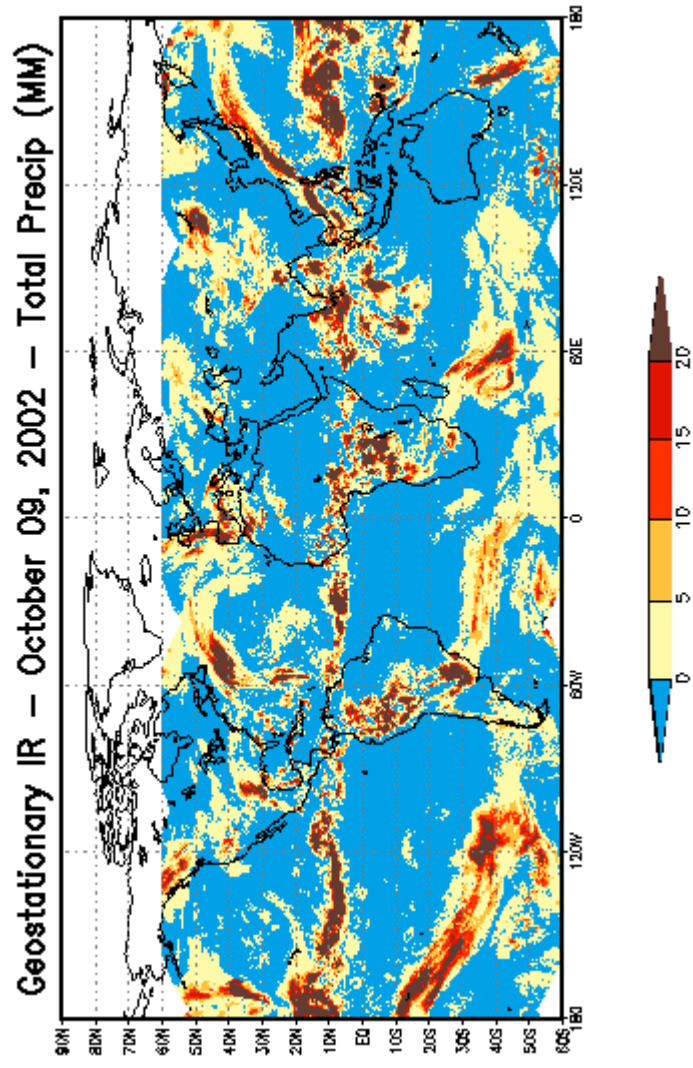 Geostationary IR – October 09, 2002 – Total Precip (MM)
90N
80N
70N
60N
50N
40N
30N
20N
10N
EQ
10S
20S
30S
40S
50S
60S
180
120W
60W
0
60E
120E
180
0
5
10
15
20